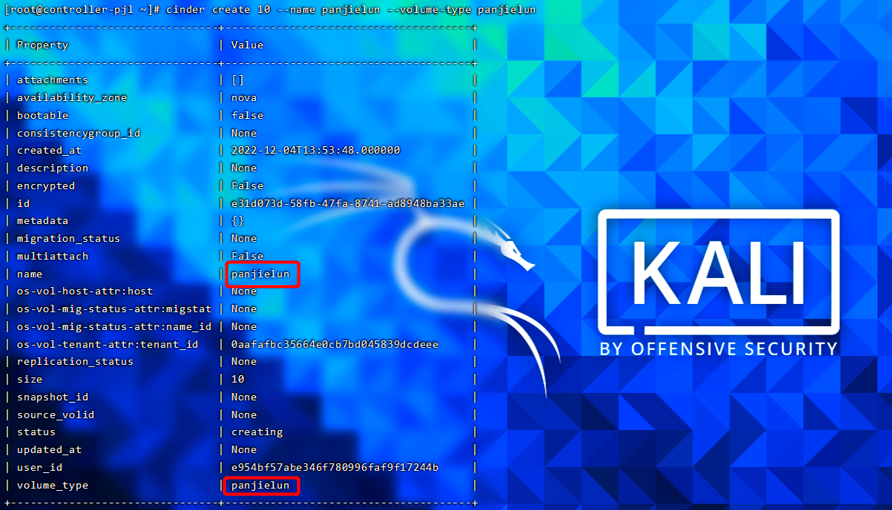 [root@controller-pjl ~]# cinder create 10 --name panjielun --volume-type panjielun
+--------------------------------+--------------------------------------+
| Property | Value |
+--------------------------------+--------------------------------------+
| attachments | [] |
| availability_zone | nova |
| bootable | false |
| consistencygroup_id | None |
| created_at | 2022-12-04T13:53:48.000000 |
| description | None |
| encrypted | False |
| id | e31d073d-58fb-47fa-8741-ad8948ba33ae |
| metadata | {} |
| migration_status | None |
| multiattach | False |
| name | panjielun |
| os-vol-host-attr:host | None |
| os-vol-mig-status-attr:migstat | None |
| os-vol-mig-status-attr:name_id | None |
| os-vol-tenant-attr:tenant_id | 0aafafbc35664e0cb7bd045839dcdeee |
| replication_status | None |
| size | 10 |
| snapshot_id | None |
| source_volid | None |
| status | creating |
| updated_at | None |
| user_id | e954bf57abe346f780996faf9f17244b |
| volume_type | panjielun |
+--------------------------------+--------------------------------------+
KALI
BY OFFENSIVE SECURITY